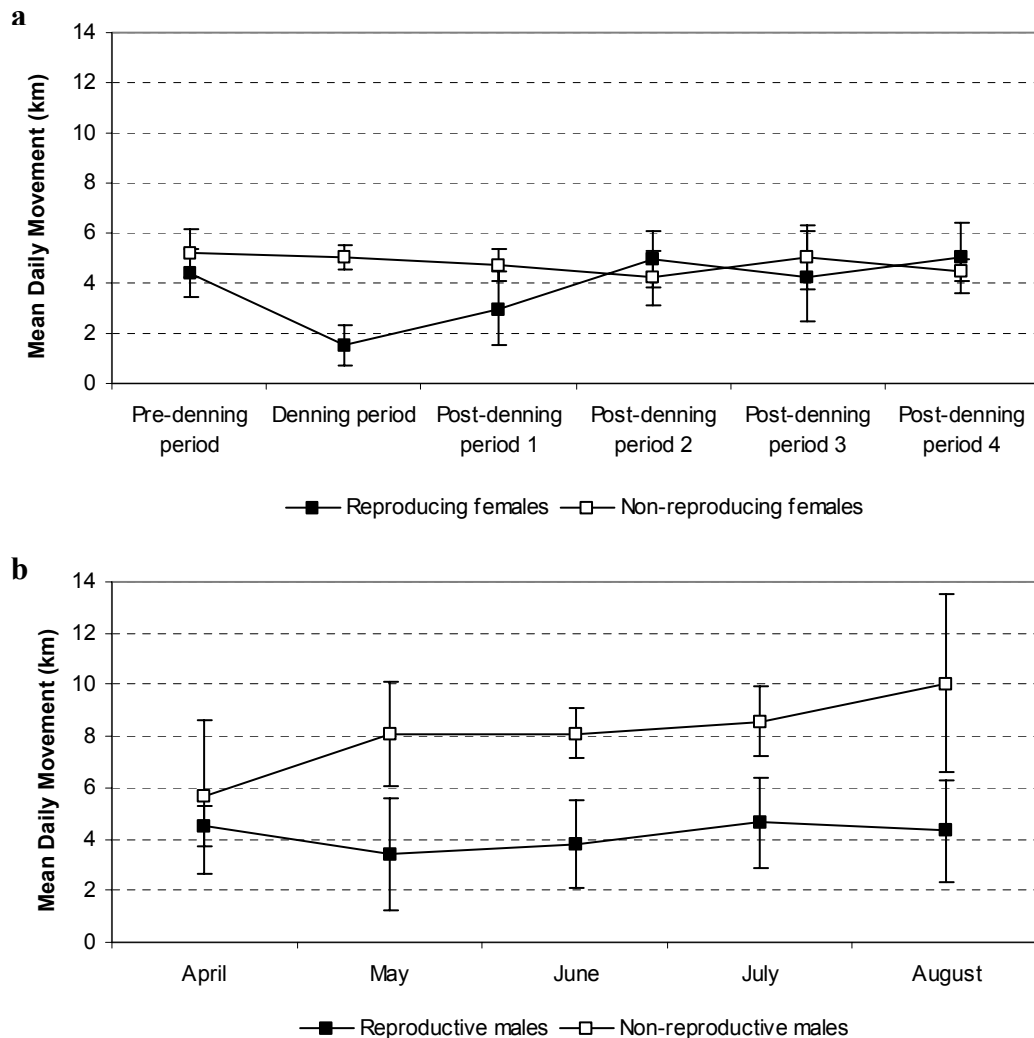 a
Mean Daily Movement (km)
14
12
10
8
6
4
2
0
Pre-denning period
Denning period
Post-denning period 1
Post-denning period 2
Post-denning period 3
Post-denning period 4
Reproducing females
Non-reproducing females
b
Mean Daily Movement (km)
14
12
10
8
6
4
2
0
April
May
June
July
August
Reproductive males
Non-reproductive males